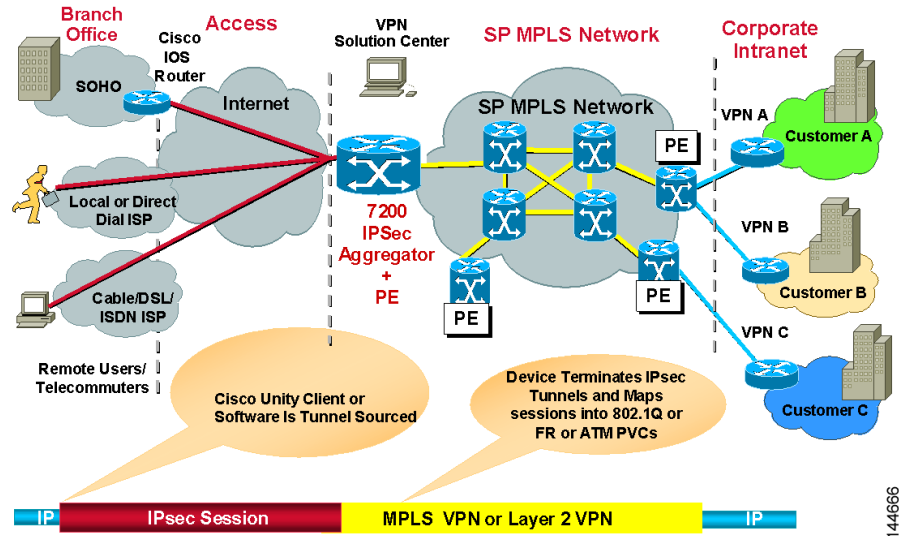 Branch
Office
Cisco
IOS
Router
Access
VPN
Solution Center
SP MPLS Network
Corporate
Intranet
SOHO
Internet
SP MPLS Network
VPN A
Customer A
PE
Local or Direct
Dial ISP
7200
IPSec
Aggregator
+
PE
VPN B
Customer B
PE
PE
Cable/DSL/
ISDN ISP
VPN C
Customer C
Remote Users/
Telecommuters
Cisco Unity Client or
Software Is Tunnel Sourced
Device Terminates IPsec
Tunnels and Maps
sessions into 802.1Q or
FR or ATM PVCs
IP
IPsec Session
MPLS VPN or Layer 2 VPN
IP
144666